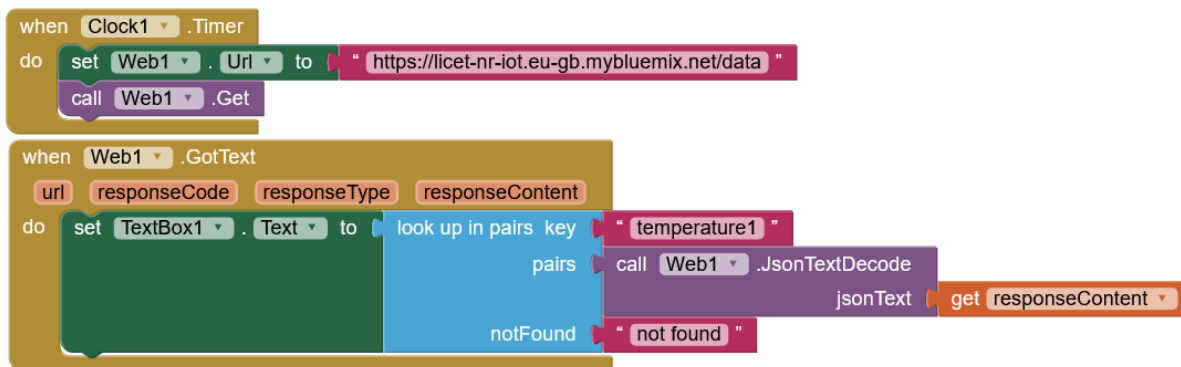 when Clock1 .Timer
do set Web1 . Url to " https://licet-nr-iot.eu-gb.mybluemix.net/data "
call Web1 .Get
when Web1 .GotText
url responseCode responseType responseContent
do set TextBox1 . Text to look up in pairs key " temperature1 "
pairs call Web1 .JsonTextDecode
jsonText get responseContent
notFound " not found "